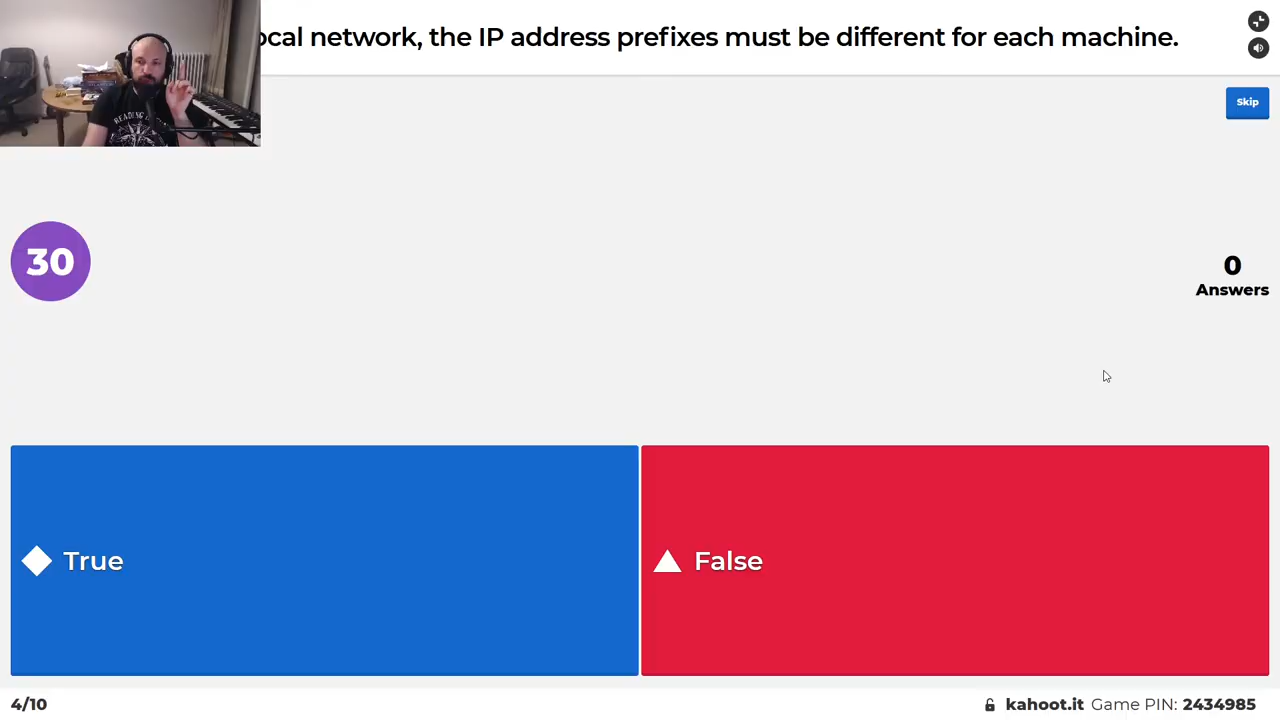 ocal network, the IP address prefixes must be different for each machine.
Skip
30
0
Answers
READING
True
False
4/10
kahoot.it Game PIN: 2434985